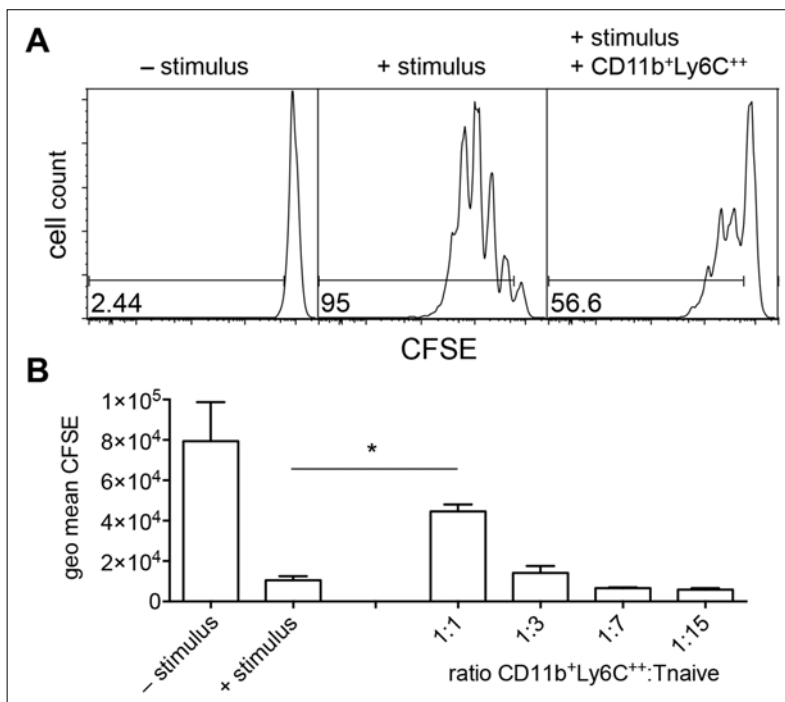 A
– stimulus
+ stimulus
+ stimulus
+ CD11b⁺Ly6C⁺⁺
cell count
2.44
95
56.6
CFSE
B
geo mean CFSE
1×10⁵
8×10⁴
6×10⁴
4×10⁴
2×10⁴
0
*
– stimulus
+ stimulus
1:1
1:3
1:7
1:15
ratio CD11b⁺Ly6C⁺⁺:Tnaive